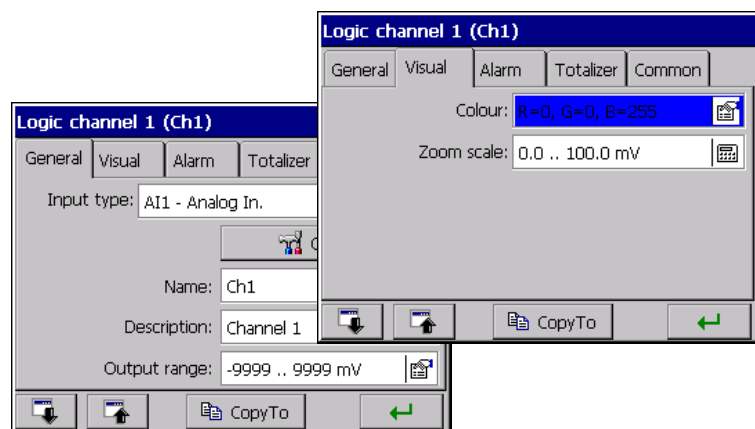 Logic channel 1 (Ch1)
General Visual Alarm Totalizer Common
Colour: R=0, G=0, B=255
Zoom scale: 0.0 .. 100.0 mV
CopyTo
Logic channel 1 (Ch1)
General Visual Alarm Totalizer
Input type: AI1 - Analog In.
Name: Ch1
Description: Channel 1
Output range: -9999 .. 9999 mV
CopyTo